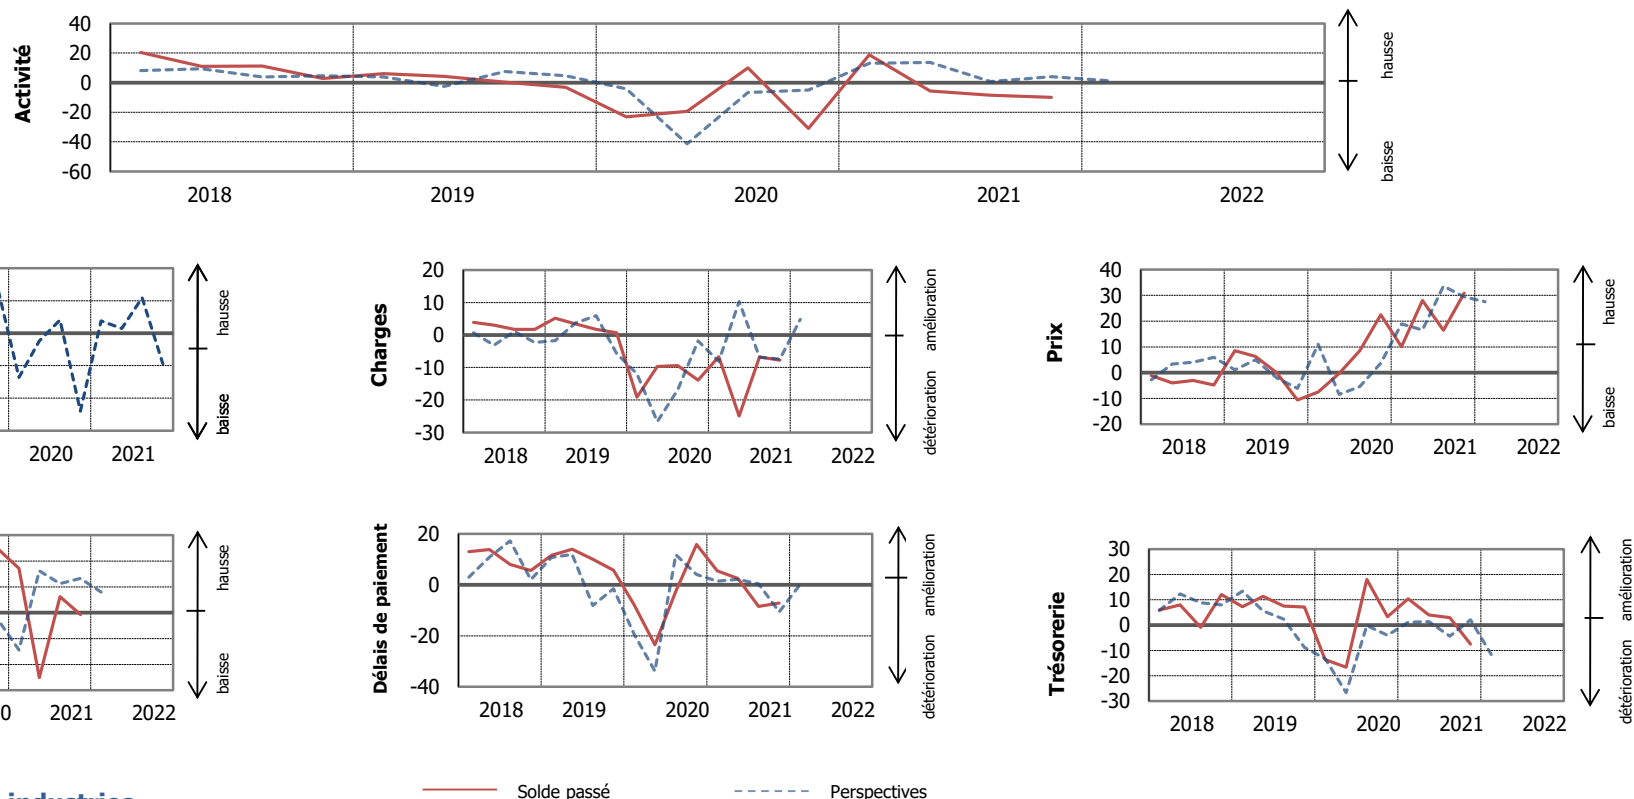 Activité
40
20
0
-20
-40
-60
2018 2019 2020 2021 2022
hausse
baisse
2020 2021
hausse
baisse
Charges
20
10
0
-10
-20
-30
2018 2019 2020 2021 2022
amélioration
détérioration
Prix
40
30
20
10
0
-10
-20
2018 2019 2020 2021 2022
hausse
baisse
0 2021 2022
hausse
baisse
Délais de paiement
20
0
-20
-40
2018 2019 2020 2021 2022
amélioration
détérioration
Trésorerie
30
20
10
0
-10
-20
-30
2018 2019 2020 2021 2022
amélioration
détérioration
industries
Solde passé Perspectives